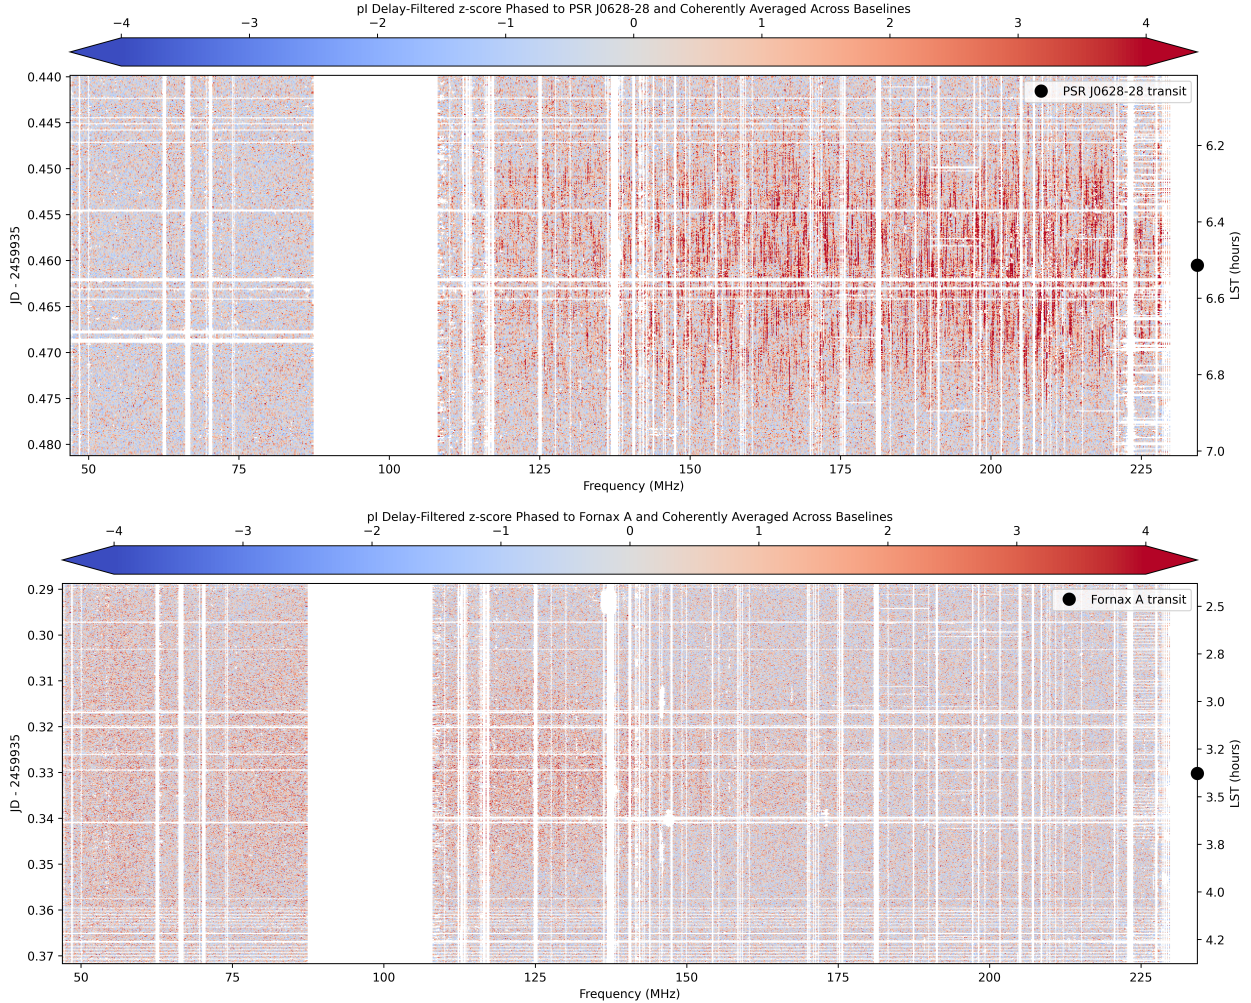 pI Delay-Filtered z-score Phased to PSR J0628-28 and Coherently Averaged Across Baselines
−4 −3 −2 −1 0 1 2 3 4
PSR J0628-28 transit
0.440
0.445
0.450
0.455
0.460
0.465
0.470
0.475
0.480
JD - 2459935
6.2
6.4
6.6
6.8
7.0
LST (hours)
50 75 100 125 150 175 200 225
Frequency (MHz)
pI Delay-Filtered z-score Phased to Fornax A and Coherently Averaged Across Baselines
−4 −3 −2 −1 0 1 2 3 4
Fornax A transit
0.29
0.30
0.31
0.32
0.33
0.34
0.35
0.36
0.37
JD - 2459935
2.5
2.8
3.0
3.2
3.5
3.8
4.0
4.2
LST (hours)
50 75 100 125 150 175 200 225
Frequency (MHz)